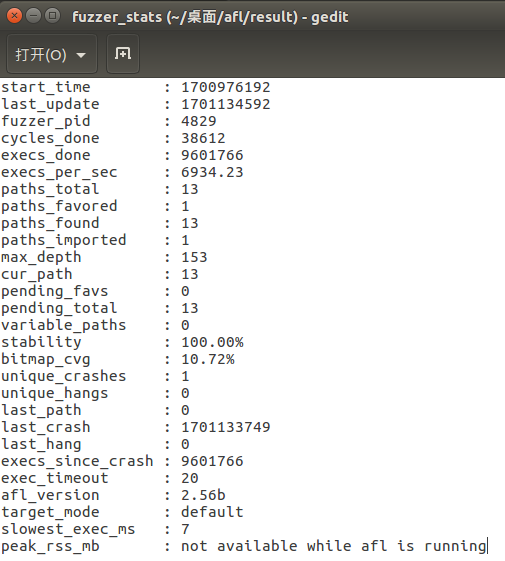 fuzzer_stats (~/桌面/afl/result) - gedit
打开(O)
start_time : 1700976192
last_update : 1701134592
fuzzer_pid : 4829
cycles_done : 38612
execs_done : 9601766
execs_per_sec : 6934.23
paths_total : 13
paths_favored : 1
paths_found : 13
paths_imported : 1
max_depth : 153
cur_path : 13
pending_favs : 0
pending_total : 13
variable_paths : 0
stability : 100.00%
bitmap_cvg : 10.72%
unique_crashes : 1
unique_hangs : 0
last_path : 0
last_crash : 1701133749
last_hang : 0
execs_since_crash : 9601766
exec_timeout : 20
afl_version : 2.56b
target_mode : default
slowest_exec_ms : 7
peak_rss_mb : not available while afl is running